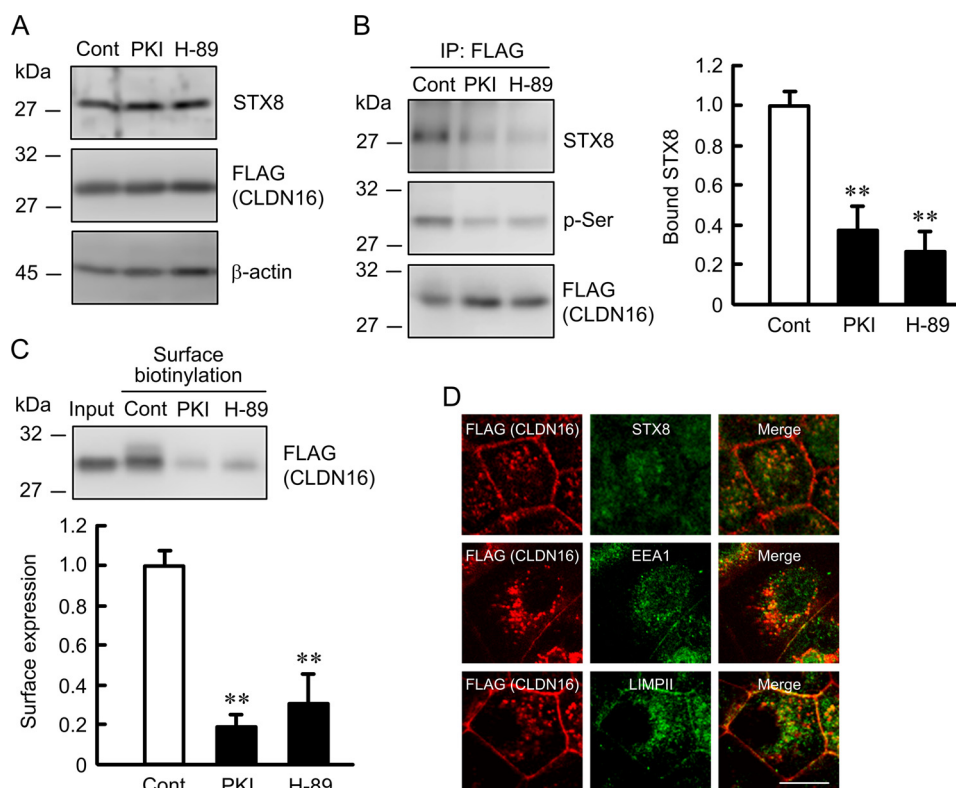 A
Cont PKI H-89
kDa
27
STX8
32
FLAG
(CLDN16)
27
45
β-actin
B
IP: FLAG
Cont PKI H-89
kDa
27
STX8
32
p-Ser
27
32
FLAG
(CLDN16)
27
Bound STX8
1.2
1.0
0.8
0.6
0.4
0.2
0
**
**
Cont PKI H-89
C
Surface
biotinylation
kDa
Input Cont PKI H-89
32
FLAG
(CLDN16)
27
Surface expression
1.2
1.0
0.8
0.6
0.4
0.2
0
**
**
Cont PKI H-89
D
FLAG (CLDN16) STX8 Merge
FLAG (CLDN16) EEA1 Merge
FLAG (CLDN16) LIMPII Merge